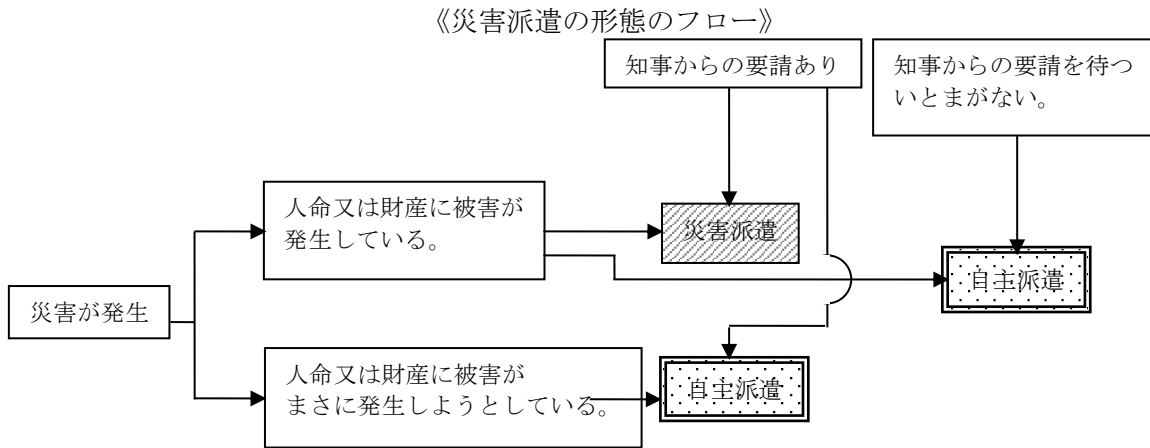 《災害派遣の形態のフロー》
知事からの要請あり
知事からの要請を待つ
いとまがない。
人命又は財産に被害が
発生している。
災害派遣
自主派遣
災害が発生
人命又は財産に被害が
まさに発生しようとしている。
自主派遣